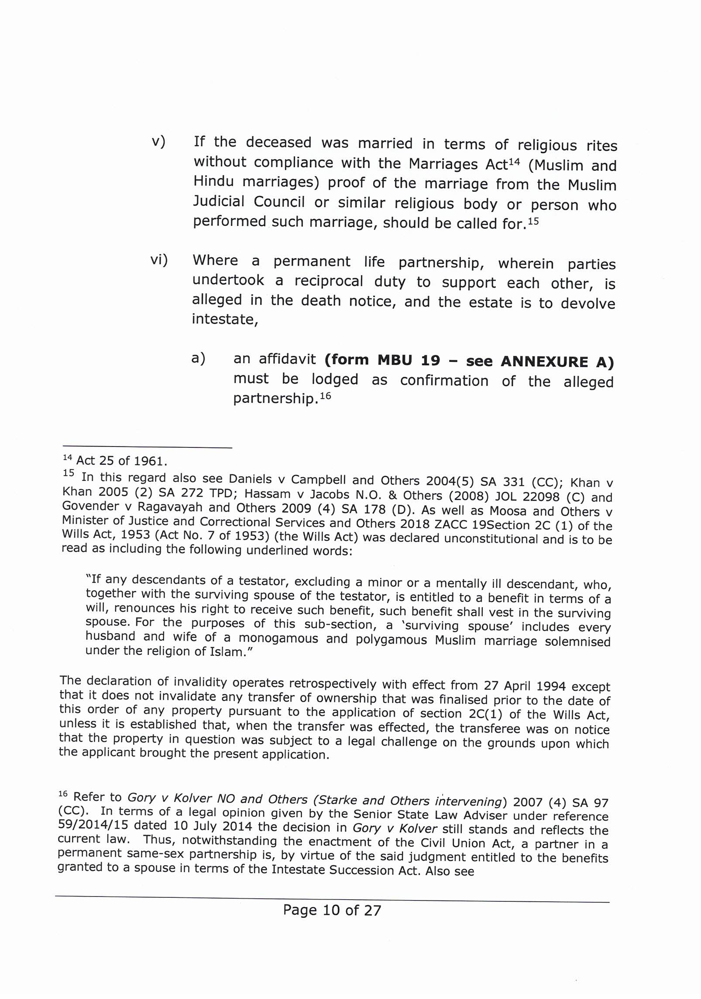 v) If the deceased was married in terms of religious rites
without compliance with the Marriages Act¹⁴ (Muslim and
Hindu marriages) proof of the marriage from the Muslim
Judicial Council or similar religious body or person who
performed such marriage, should be called for.¹⁵
vi) Where a permanent life partnership, wherein parties
undertook a reciprocal duty to support each other, is
alleged in the death notice, and the estate is to devolve
intestate,
a) an affidavit (form MBU 19 – see ANNEXURE A)
must be lodged as confirmation of the alleged
partnership.¹⁶
¹⁴ Act 25 of 1961.
¹⁵ In this regard also see Daniels v Campbell and Others 2004(5) SA 331 (CC); Khan v
Khan 2005 (2) SA 272 TPD; Hassam v Jacobs N.O. & Others (2008) JOL 22098 (C) and
Govender v Ragavayah and Others 2009 (4) SA 178 (D). As well as Moosa and Others v
Minister of Justice and Correctional Services and Others 2018 ZACC 19Section 2C (1) of the
Wills Act, 1953 (Act No. 7 of 1953) (the Wills Act) was declared unconstitutional and is to be
read as including the following underlined words:
"If any descendants of a testator, excluding a minor or a mentally ill descendant, who,
together with the surviving spouse of the testator, is entitled to a benefit in terms of a
will, renounces his right to receive such benefit, such benefit shall vest in the surviving
spouse. For the purposes of this sub-section, a ‘surviving spouse’ includes every
husband and wife of a monogamous and polygamous Muslim marriage solemnised
under the religion of Islam."
The declaration of invalidity operates retrospectively with effect from 27 April 1994 except
that it does not invalidate any transfer of ownership that was finalised prior to the date of
this order of any property pursuant to the application of section 2C(1) of the Wills Act,
unless it is established that, when the transfer was effected, the transferee was on notice
that the property in question was subject to a legal challenge on the grounds upon which
the applicant brought the present application.
¹⁶ Refer to Gory v Kolver NO and Others (Starke and Others intervening) 2007 (4) SA 97
(CC). In terms of a legal opinion given by the Senior State Law Adviser under reference
59/2014/15 dated 10 July 2014 the decision in Gory v Kolver still stands and reflects the
current law. Thus, notwithstanding the enactment of the Civil Union Act, a partner in a
permanent same-sex partnership is, by virtue of the said judgment entitled to the benefits
granted to a spouse in terms of the Intestate Succession Act. Also see
Page 10 of 27